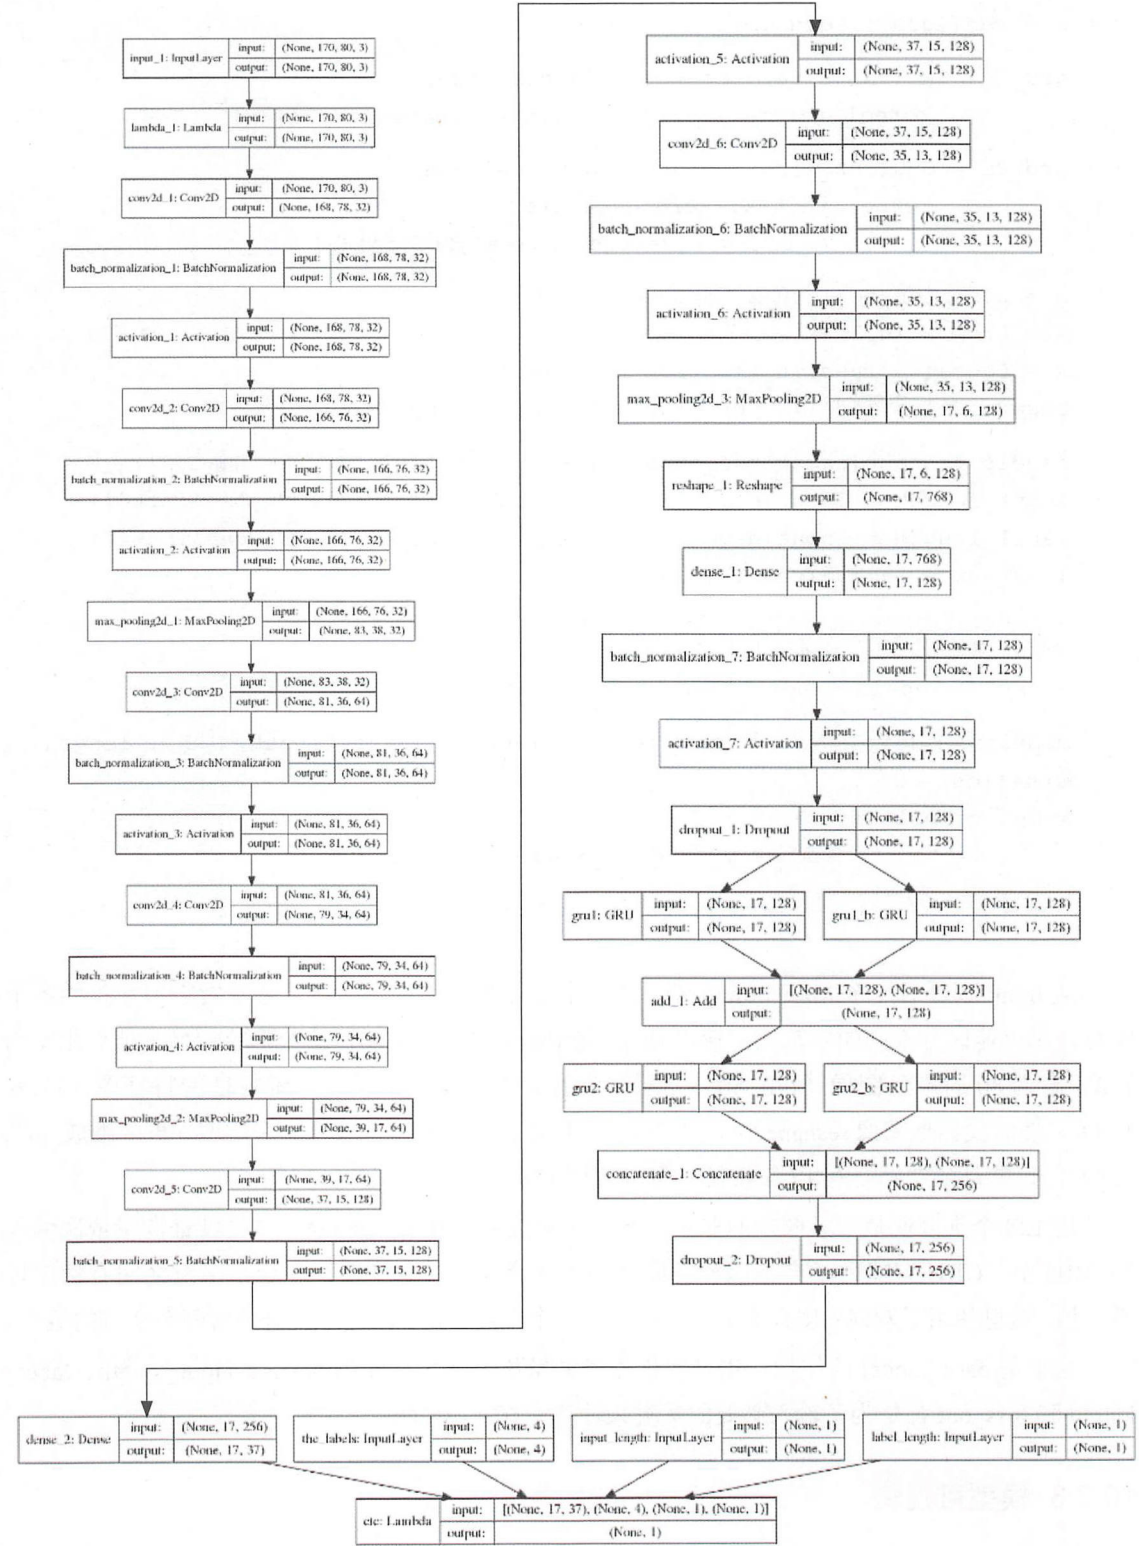 input_1: InputLayer
input: (None, 170, 80, 3)
output: (None, 170, 80, 3)
lambda_1: Lambda
input: (None, 170, 80, 3)
output: (None, 170, 80, 3)
conv2d_1: Conv2D
input: (None, 170, 80, 3)
output: (None, 168, 78, 32)
batch_normalization_1: BatchNormalization
input: (None, 168, 78, 32)
output: (None, 168, 78, 32)
activation_1: Activation
input: (None, 168, 78, 32)
output: (None, 168, 78, 32)
conv2d_2: Conv2D
input: (None, 168, 78, 32)
output: (None, 166, 76, 32)
batch_normalization_2: BatchNormalization
input: (None, 166, 76, 32)
output: (None, 166, 76, 32)
activation_2: Activation
input: (None, 166, 76, 32)
output: (None, 166, 76, 32)
max_pooling2d_1: MaxPooling2D
input: (None, 166, 76, 32)
output: (None, 83, 38, 32)
conv2d_3: Conv2D
input: (None, 83, 38, 32)
output: (None, 81, 36, 64)
batch_normalization_3: BatchNormalization
input: (None, 81, 36, 64)
output: (None, 81, 36, 64)
activation_3: Activation
input: (None, 81, 36, 64)
output: (None, 81, 36, 64)
conv2d_4: Conv2D
input: (None, 81, 36, 64)
output: (None, 79, 34, 64)
batch_normalization_4: BatchNormalization
input: (None, 79, 34, 64)
output: (None, 79, 34, 64)
activation_4: Activation
input: (None, 79, 34, 64)
output: (None, 79, 34, 64)
max_pooling2d_2: MaxPooling2D
input: (None, 79, 34, 64)
output: (None, 39, 17, 64)
conv2d_5: Conv2D
input: (None, 39, 17, 64)
output: (None, 37, 15, 128)
batch_normalization_5: BatchNormalization
input: (None, 37, 15, 128)
output: (None, 37, 15, 128)
activation_5: Activation
input: (None, 37, 15, 128)
output: (None, 37, 15, 128)
conv2d_6: Conv2D
input: (None, 37, 15, 128)
output: (None, 35, 13, 128)
batch_normalization_6: BatchNormalization
input: (None, 35, 13, 128)
output: (None, 35, 13, 128)
activation_6: Activation
input: (None, 35, 13, 128)
output: (None, 35, 13, 128)
max_pooling2d_3: MaxPooling2D
input: (None, 35, 13, 128)
output: (None, 17, 6, 128)
reshape_1: Reshape
input: (None, 17, 6, 128)
output: (None, 17, 768)
dense_1: Dense
input: (None, 17, 768)
output: (None, 17, 128)
batch_normalization_7: BatchNormalization
input: (None, 17, 128)
output: (None, 17, 128)
activation_7: Activation
input: (None, 17, 128)
output: (None, 17, 128)
dropout_1: Dropout
input: (None, 17, 128)
output: (None, 17, 128)
gru1: GRU
input: (None, 17, 128)
output: (None, 17, 128)
gru1_b: GRU
input: (None, 17, 128)
output: (None, 17, 128)
add_1: Add
input: [(None, 17, 128), (None, 17, 128)]
output: (None, 17, 128)
gru2: GRU
input: (None, 17, 128)
output: (None, 17, 128)
gru2_b: GRU
input: (None, 17, 128)
output: (None, 17, 128)
concatenate_1: Concatenate
input: [(None, 17, 128), (None, 17, 128)]
output: (None, 17, 256)
dropout_2: Dropout
input: (None, 17, 256)
output: (None, 17, 256)
dense_2: Dense
input: (None, 17, 256)
output: (None, 17, 37)
the_labels: InputLayer
input: (None, 4)
output: (None, 4)
input_length: InputLayer
input: (None, 1)
output: (None, 1)
label_length: InputLayer
input: (None, 1)
output: (None, 1)
ctc: Lambda
input: [(None, 17, 37), (None, 4), (None, 1), (None, 1)]
output: (None, 1)